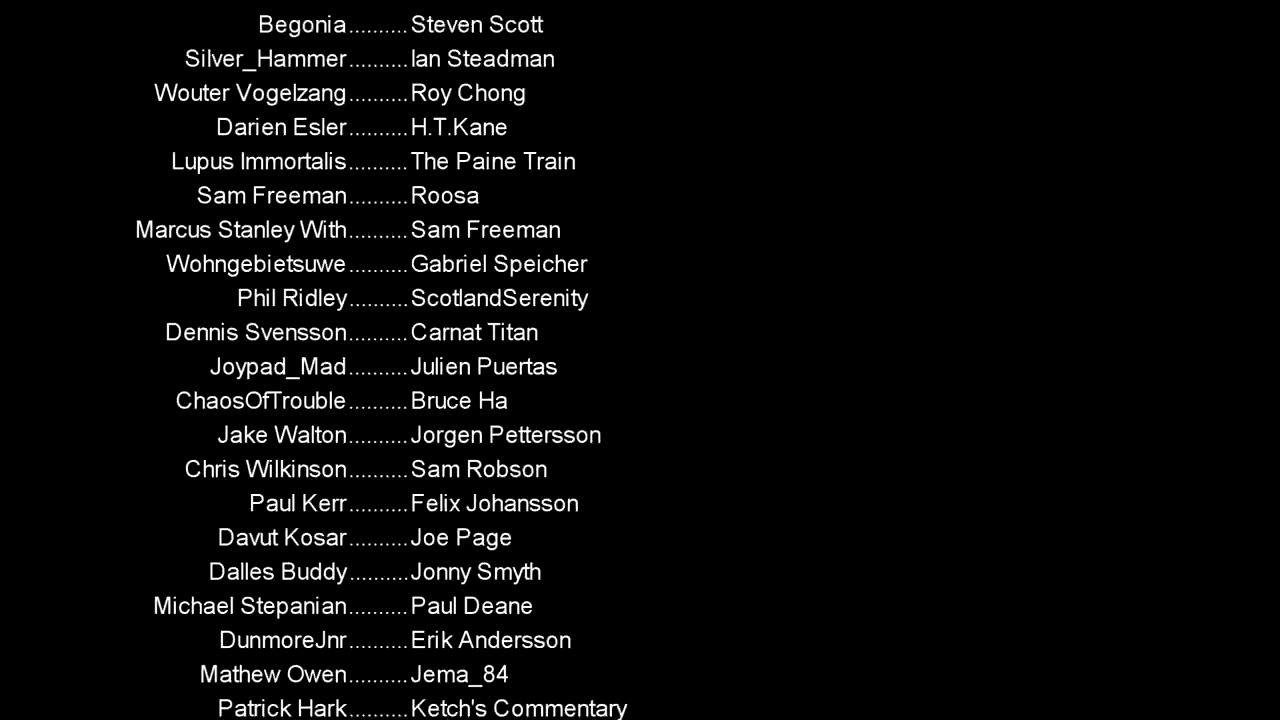 Begonia..........Steven Scott
Silver_Hammer..........Ian Steadman
Wouter Vogelzang..........Roy Chong
Darien Esler..........H.T.Kane
Lupus Immortalis..........The Paine Train
Sam Freeman..........Roosa
Marcus Stanley With..........Sam Freeman
Wohngebietsuwe..........Gabriel Speicher
Phil Ridley..........ScotlandSerenity
Dennis Svensson..........Carnat Titan
Joypad_Mad..........Julien Puertas
ChaosOfTrouble..........Bruce Ha
Jake Walton..........Jorgen Pettersson
Chris Wilkinson..........Sam Robson
Paul Kerr..........Felix Johansson
Davut Kosar..........Joe Page
Dalles Buddy..........Jonny Smyth
Michael Stepanian..........Paul Deane
DunmoreJnr..........Erik Andersson
Mathew Owen..........Jema_84
Patrick Hark..........Ketch's Commentary